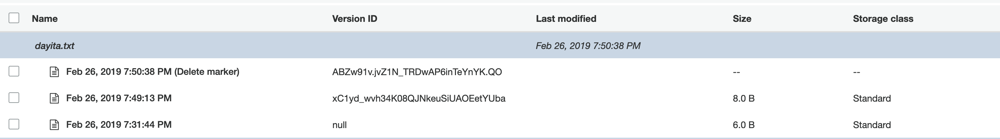 Name Version ID Last modified Size Storage class
dayita.txt Feb 26, 2019 7:50:38 PM
Feb 26, 2019 7:50:38 PM (Delete marker) ABZw91v.jvZ1N_TRDwAP6inTeYnYK.QO -- --
Feb 26, 2019 7:49:13 PM xC1yd_wvh34K08QJNkeuSiUAOEetYUba 8.0 B Standard
Feb 26, 2019 7:31:44 PM null 6.0 B Standard